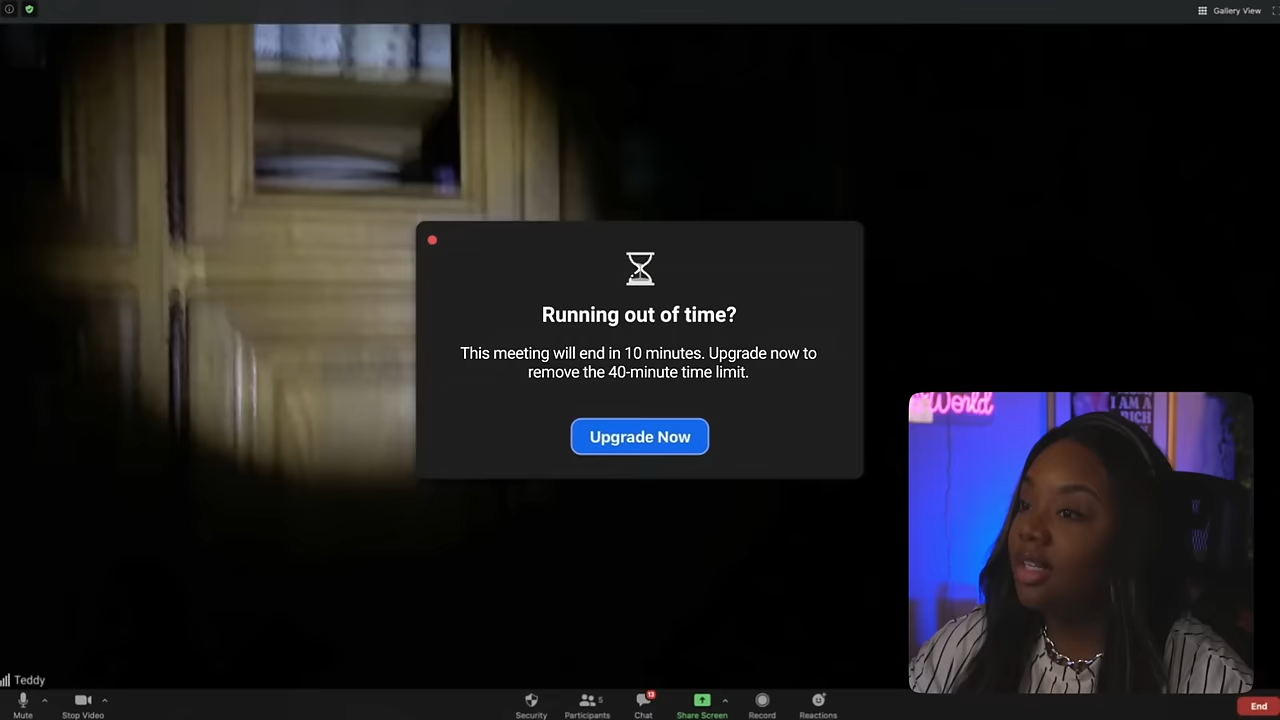 Gallery View
Running out of time?
This meeting will end in 10 minutes. Upgrade now to
remove the 40-minute time limit.
Upgrade Now
World
I AM A
RICH
Teddy
Mute
Stop Video
Security
Participants
5
Chat
13
Share Screen
Record
Reactions
End